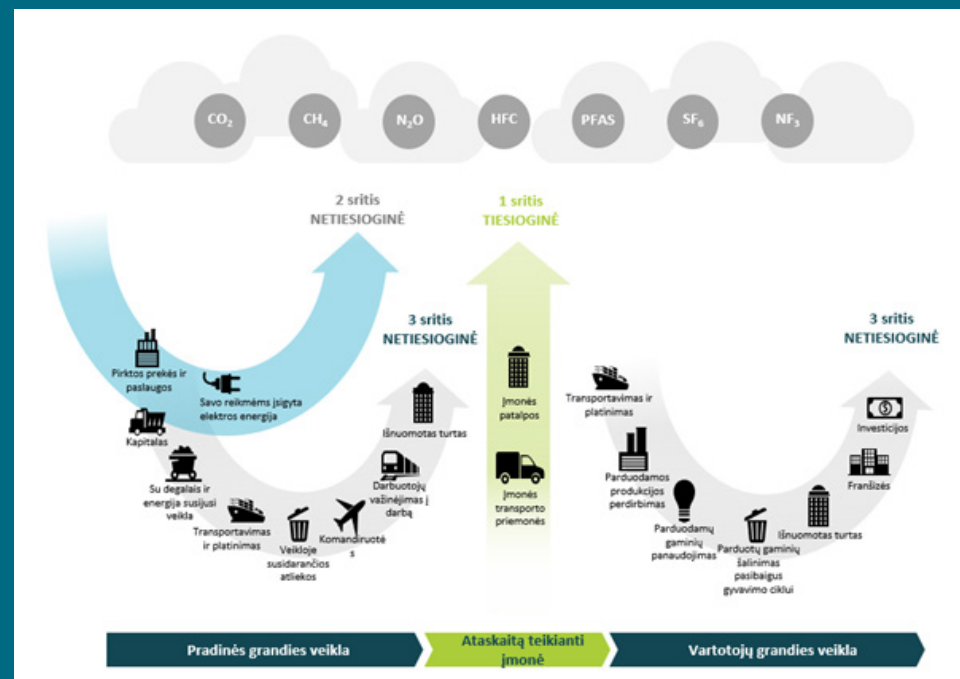 CO₂
CH₄
N₂O
HFC
PFAS
SF₆
NF₃
2 sritis
NETIESIOGINĖ
1 sritis
TIESIOGINĖ
3 sritis
NETIESIOGINĖ
3 sritis
NETIESIOGINĖ
Pirktos prekės ir
paslaugos
Savo reikmėms įsigyta
elektros energija
Kapitalas
Su degalais ir
energija susijusi
veikla
Transportavimas
ir platinimas
Veikloje
susidarančios
atliekos
Komandiruotė
s
Darbuotojų
važinėjimas į
darbą
Išnuomotas turtas
Įmonės
patalpos
Įmonės
transporto
priemonės
Transportavimas ir
platinimas
Parduodamos
produkcijos
perdirbimas
Parduodamų
gaminių
panaudojimas
Parduotų gaminių
šalinimas
pasibaigus
gyvavimo ciklui
Išnuomotas turtas
Franšizės
Investicijos
Pradinės grandies veikla
Ataskaitą teikianti
įmonė
Vartotojų grandies veikla